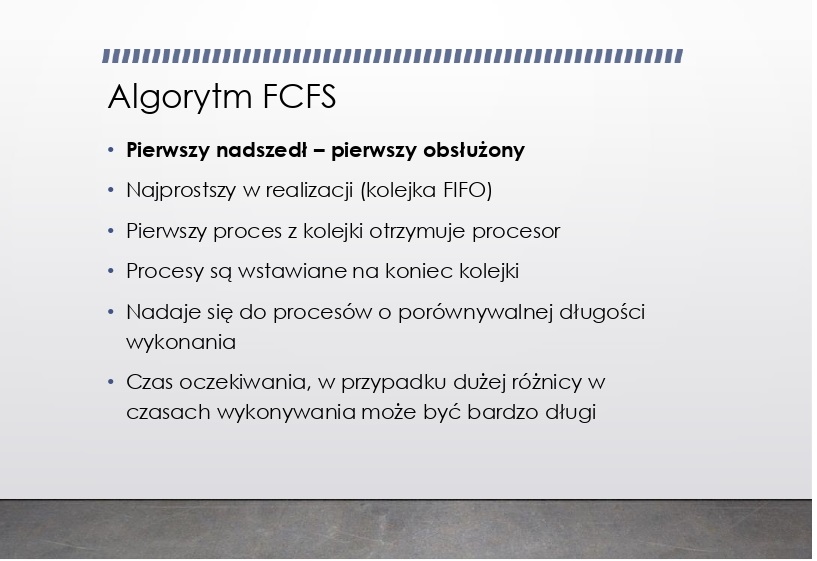 Algorytm FCFS
• Pierwszy nadszedł – pierwszy obsłużony
• Najprostszy w realizacji (kolejka FIFO)
• Pierwszy proces z kolejki otrzymuje procesor
• Procesy są wstawiane na koniec kolejki
• Nadaje się do procesów o porównywalnej długości
wykonania
• Czas oczekiwania, w przypadku dużej różnicy w
czasach wykonywania może być bardzo długi